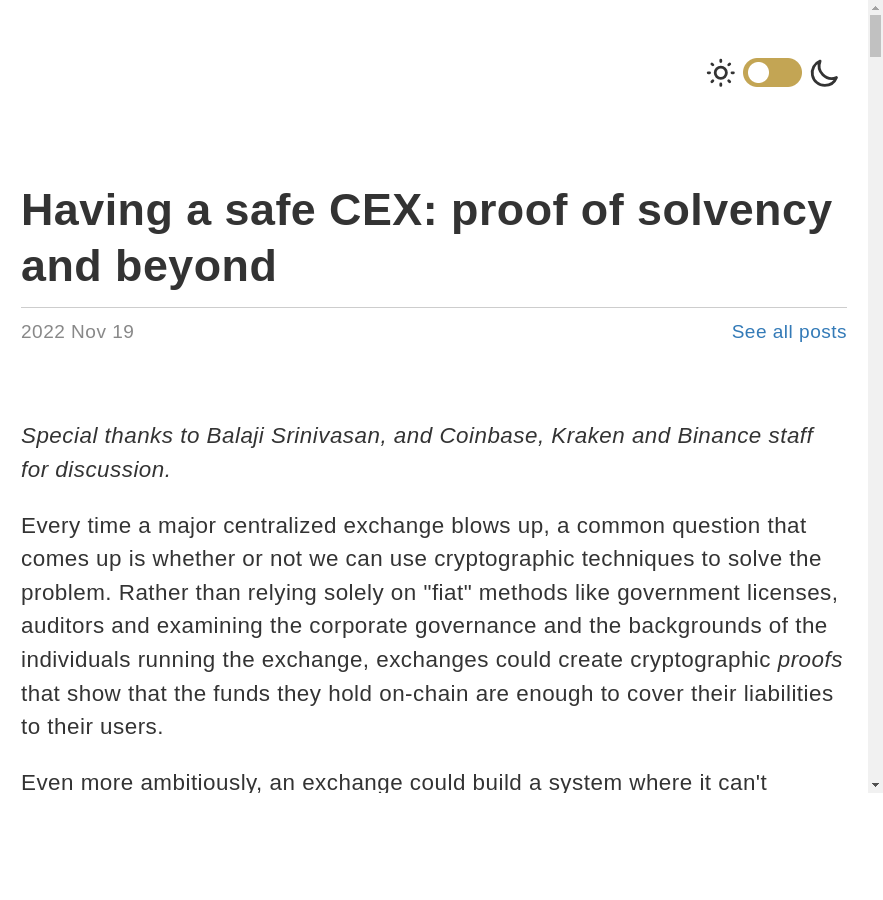 Having a safe CEX: proof of solvency
and beyond
2022 Nov 19
See all posts
Special thanks to Balaji Srinivasan, and Coinbase, Kraken and Binance staff
for discussion.
Every time a major centralized exchange blows up, a common question that
comes up is whether or not we can use cryptographic techniques to solve the
problem. Rather than relying solely on "fiat" methods like government licenses,
auditors and examining the corporate governance and the backgrounds of the
individuals running the exchange, exchanges could create cryptographic proofs
that show that the funds they hold on-chain are enough to cover their liabilities
to their users.
Even more ambitiously, an exchange could build a system where it can't